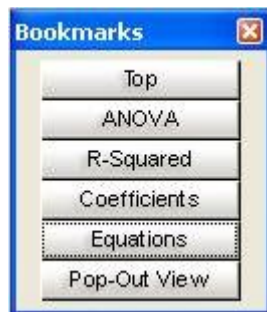 Bookmarks
Top
ANOVA
R-Squared
Coefficients
Equations
Pop-Out View